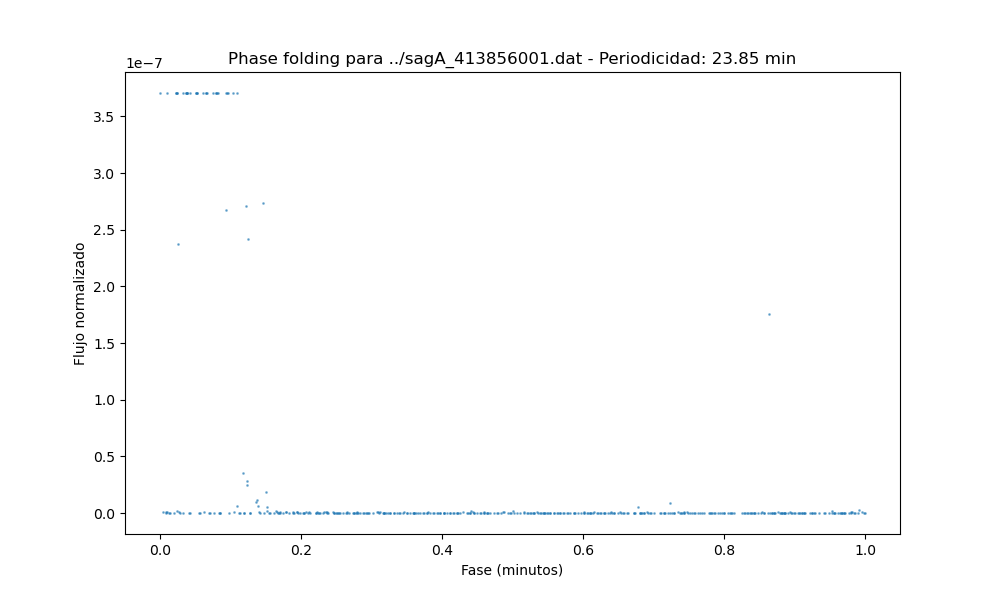 Phase folding para ../sagA_413856001.dat - Periodicidad: 23.85 min
1e−7
3.5
3.0
2.5
2.0
1.5
1.0
0.5
0.0
Flujo normalizado
0.0 0.2 0.4 0.6 0.8 1.0
Fase (minutos)